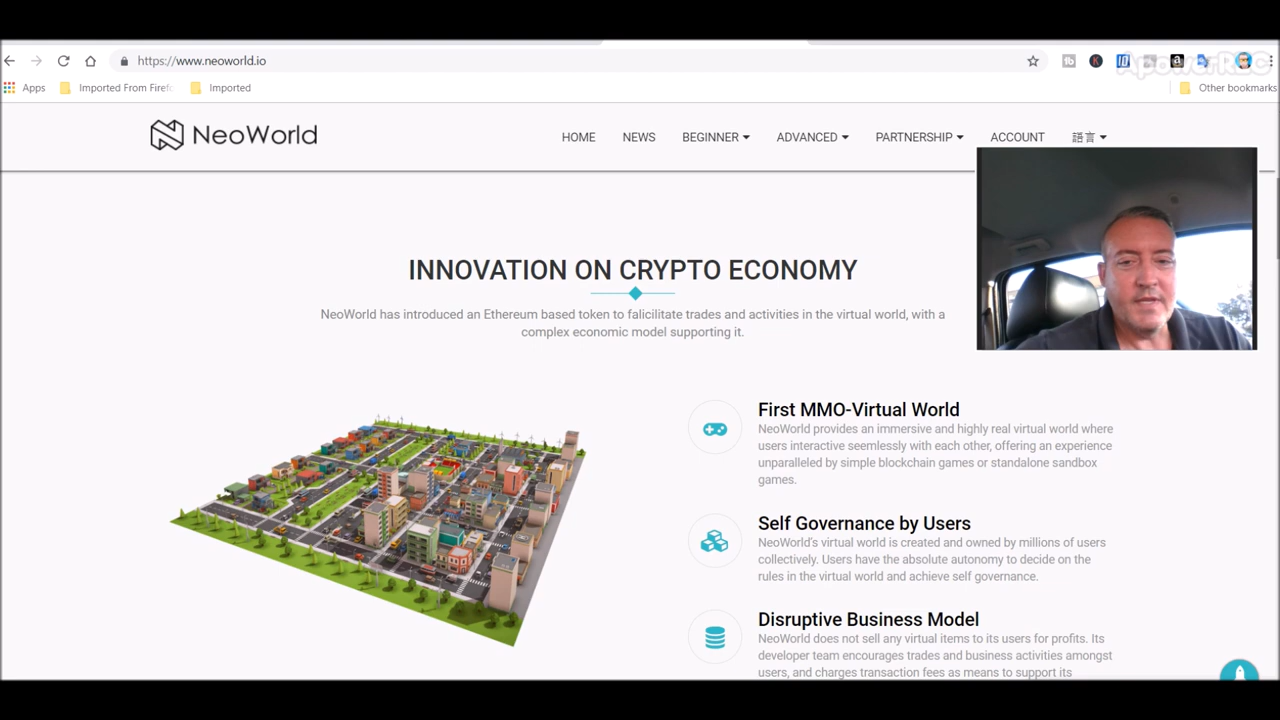 https://www.neoworld.io
ApowerREC
Apps
Imported From Firef
Imported
Other bookmarks
NeoWorld
HOME
NEWS
BEGINNER
ADVANCED
PARTNERSHIP
ACCOUNT
語言
INNOVATION ON CRYPTO ECONOMY
NeoWorld has introduced an Ethereum based token to falicilitate trades and activities in the virtual world, with a
complex economic model supporting it.
First MMO-Virtual World
NeoWorld provides an immersive and highly real virtual world where
users interactive seemlessly with each other, offering an experience
unparalleled by simple blockchain games or standalone sandbox
games.
Self Governance by Users
NeoWorld's virtual world is created and owned by millions of users
collectively. Users have the absolute autonomy to decide on the
rules in the virtual world and achieve self governance.
Disruptive Business Model
NeoWorld does not sell any virtual items to its users for profits. Its
developer team encourages trades and business activities amongst
users, and charges transaction fees as means to support its